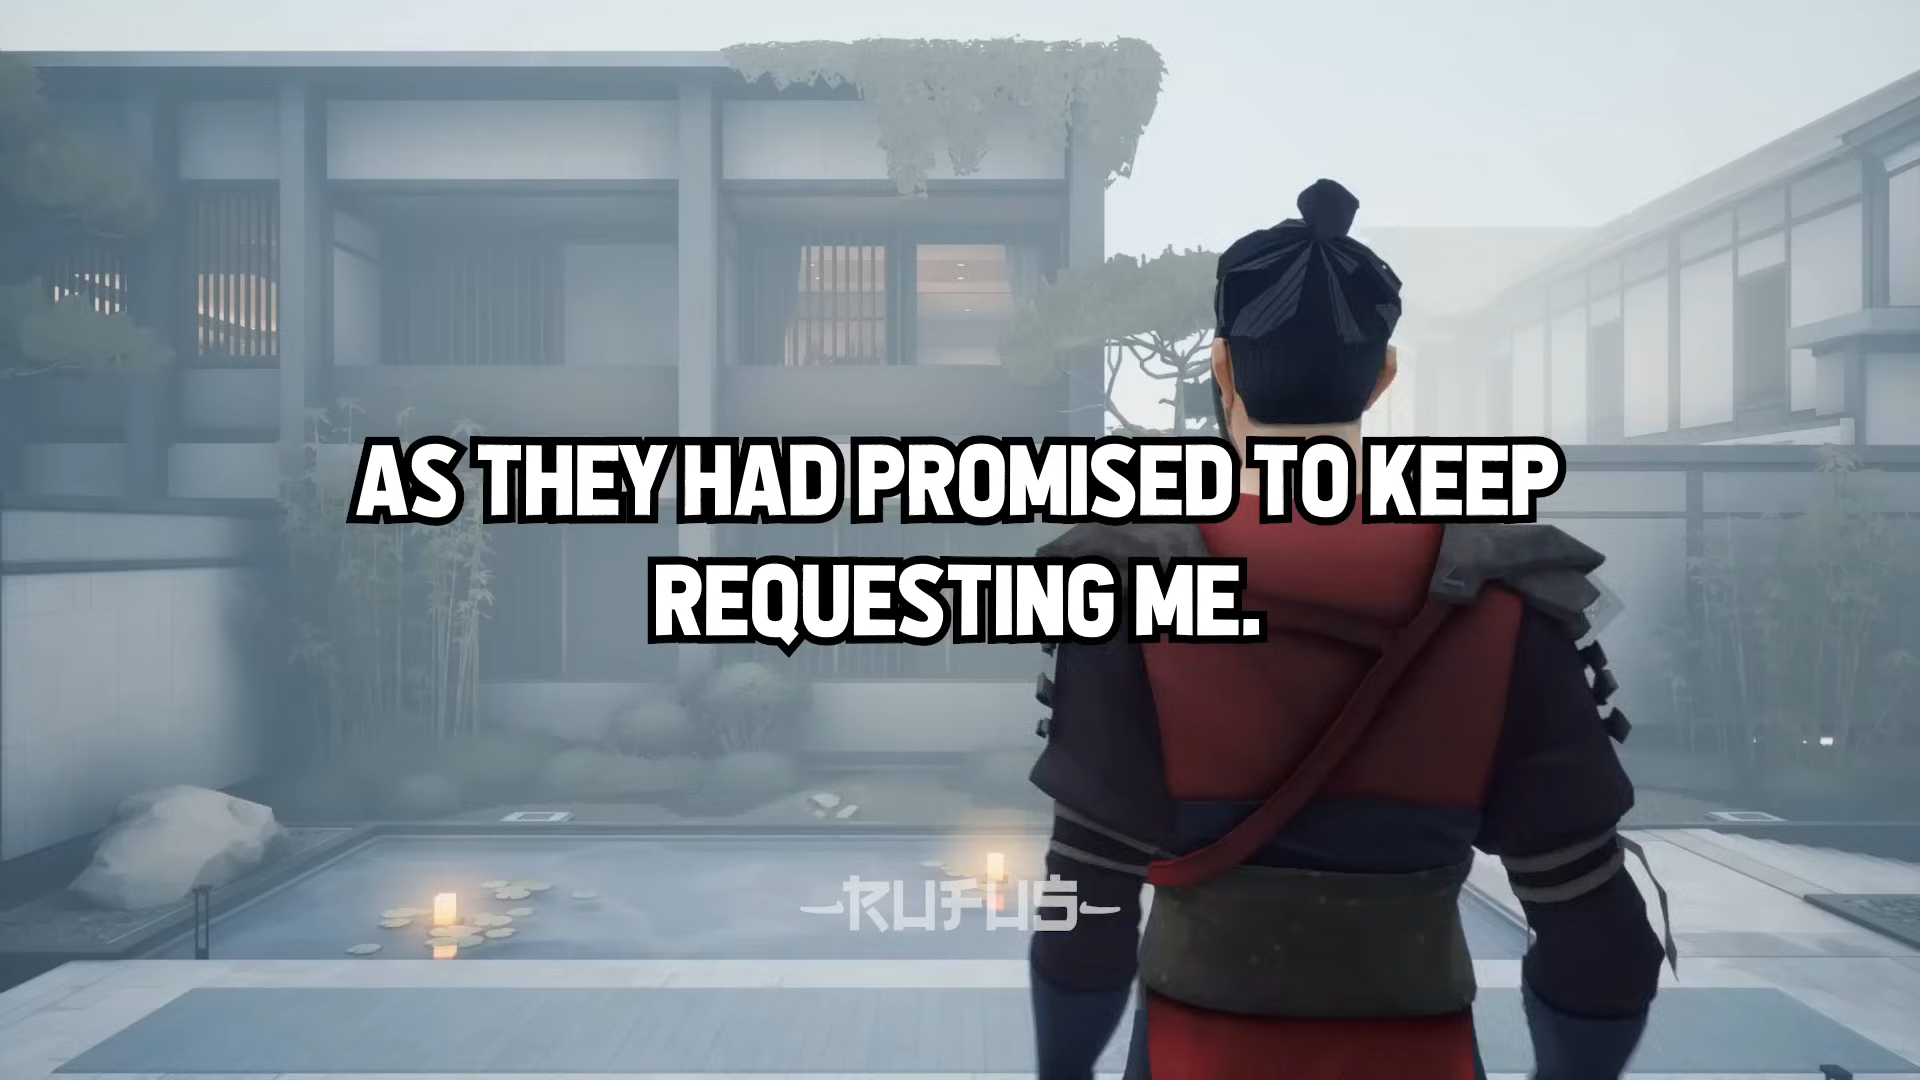 AS THEY HAD PROMISED TO KEEP
REQUESTING ME.
RUFUS